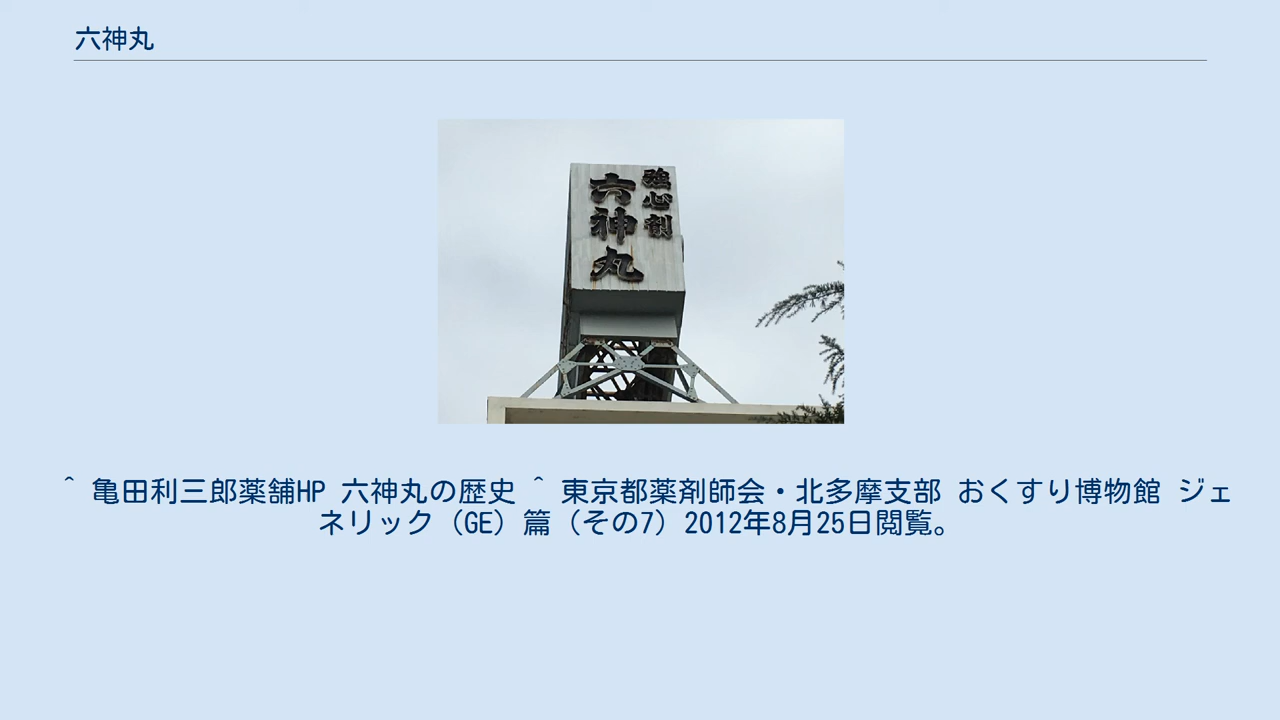 六神丸
強心剤
六神丸
^ 亀田利三郎薬舗HP 六神丸の歴史 ^ 東京都薬剤師会・北多摩支部 おくすり博物館 ジェ
ネリック（GE）篇（その7）2012年8月25日閲覧。